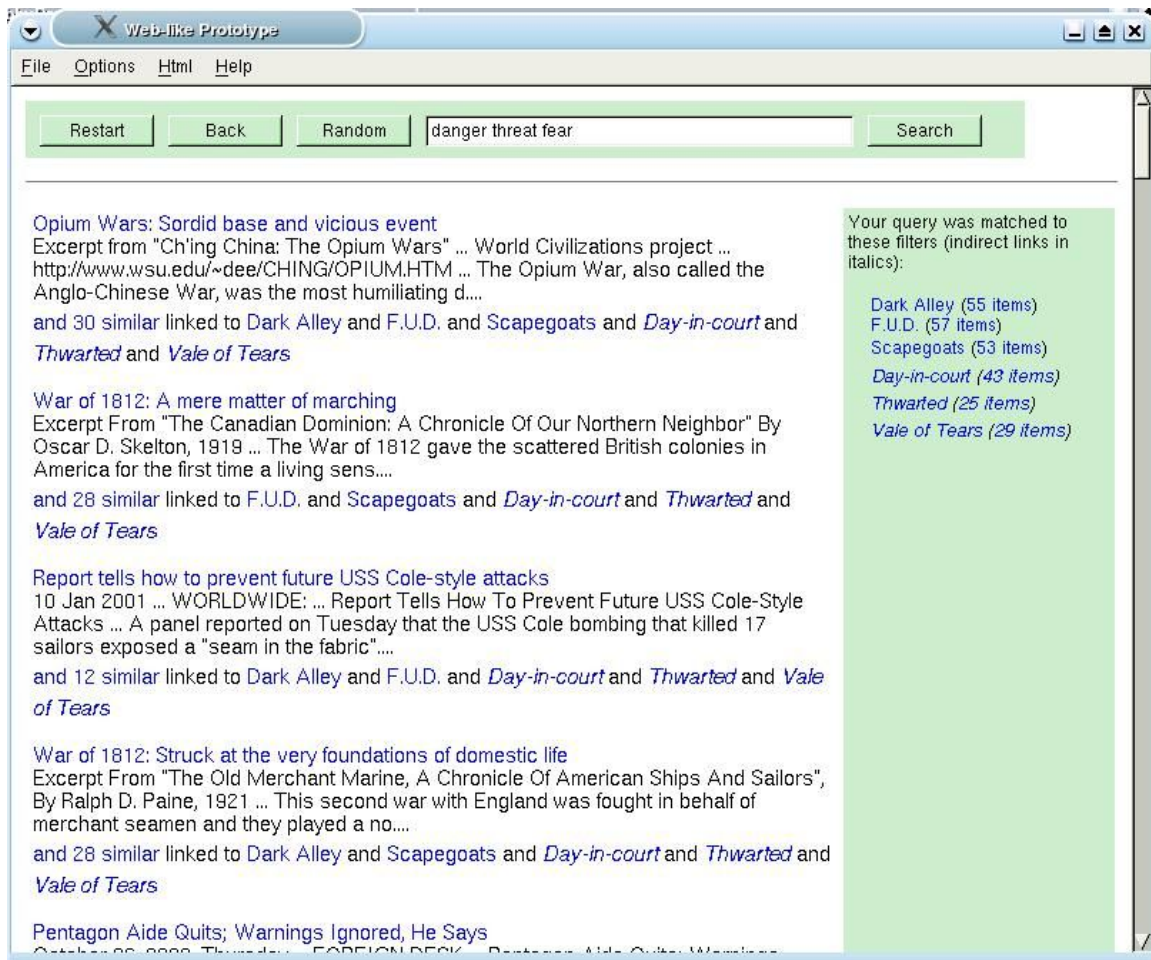 Web-like Prototype
File Options Html Help
Restart Back Random danger threat fear Search
Opium Wars: Sordid base and vicious event
Excerpt from "Ch'ing China: The Opium Wars" ... World Civilizations project ...
http://www.wsu.edu/~dee/CHING/OPIUM.HTM ... The Opium War, also called the
Anglo-Chinese War, was the most humiliating d....
and 30 similar linked to Dark Alley and F.U.D. and Scapegoats and Day-in-court and
Thwarted and Vale of Tears
War of 1812: A mere matter of marching
Excerpt From "The Canadian Dominion: A Chronicle Of Our Northern Neighbor" By
Oscar D. Skelton, 1919 ... The War of 1812 gave the scattered British colonies in
America for the first time a living sens....
and 28 similar linked to F.U.D. and Scapegoats and Day-in-court and Thwarted and
Vale of Tears
Report tells how to prevent future USS Cole-style attacks
10 Jan 2001 ... WORLDWIDE: ... Report Tells How To Prevent Future USS Cole-Style
Attacks ... A panel reported on Tuesday that the USS Cole bombing that killed 17
sailors exposed a "seam in the fabric"....
and 12 similar linked to Dark Alley and F.U.D. and Day-in-court and Thwarted and Vale
of Tears
War of 1812: Struck at the very foundations of domestic life
Excerpt From "The Old Merchant Marine, A Chronicle Of American Ships And Sailors",
By Ralph D. Paine, 1921 ... This second war with England was fought in behalf of
merchant seamen and they played a no....
and 28 similar linked to Dark Alley and Scapegoats and Day-in-court and Thwarted and
Vale of Tears
Pentagon Aide Quits; Warnings Ignored, He Says
Thursday ... FOREIGN DESK ... Pentagon Aide Quits; Warnings
Your query was matched to
these filters (indirect links in
italics):
Dark Alley (55 items)
F.U.D. (57 items)
Scapegoats (53 items)
Day-in-court (43 items)
Thwarted (25 items)
Vale of Tears (29 items)